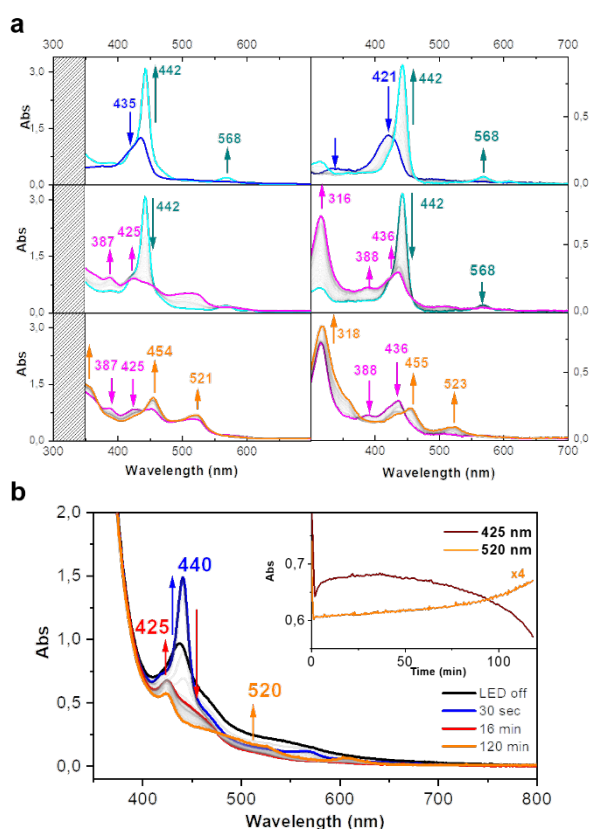 a
300 400 500 600 400 500 600 700
3.0
1.5
0.0
Abs
435
442
568
421
442
568
0.5
0.0
3.0
1.5
0.0
Abs
387
425
442
316
388
436
442
568
0.5
0.0
3.0
1.5
0.0
Abs
387
425
454
521
318
388
436
455
523
0.5
0.0
300 400 500 600 400 500 600 700
Wavelength (nm) Wavelength (nm)
b
2,0
1,5
1,0
0,5
0,0
Abs
440
425
520
0,7
0,6
Abs
425 nm
520 nm
x4
0 50 100
Time (min)
LED off
30 sec
16 min
120 min
400 500 600 700 800
Wavelength (nm)